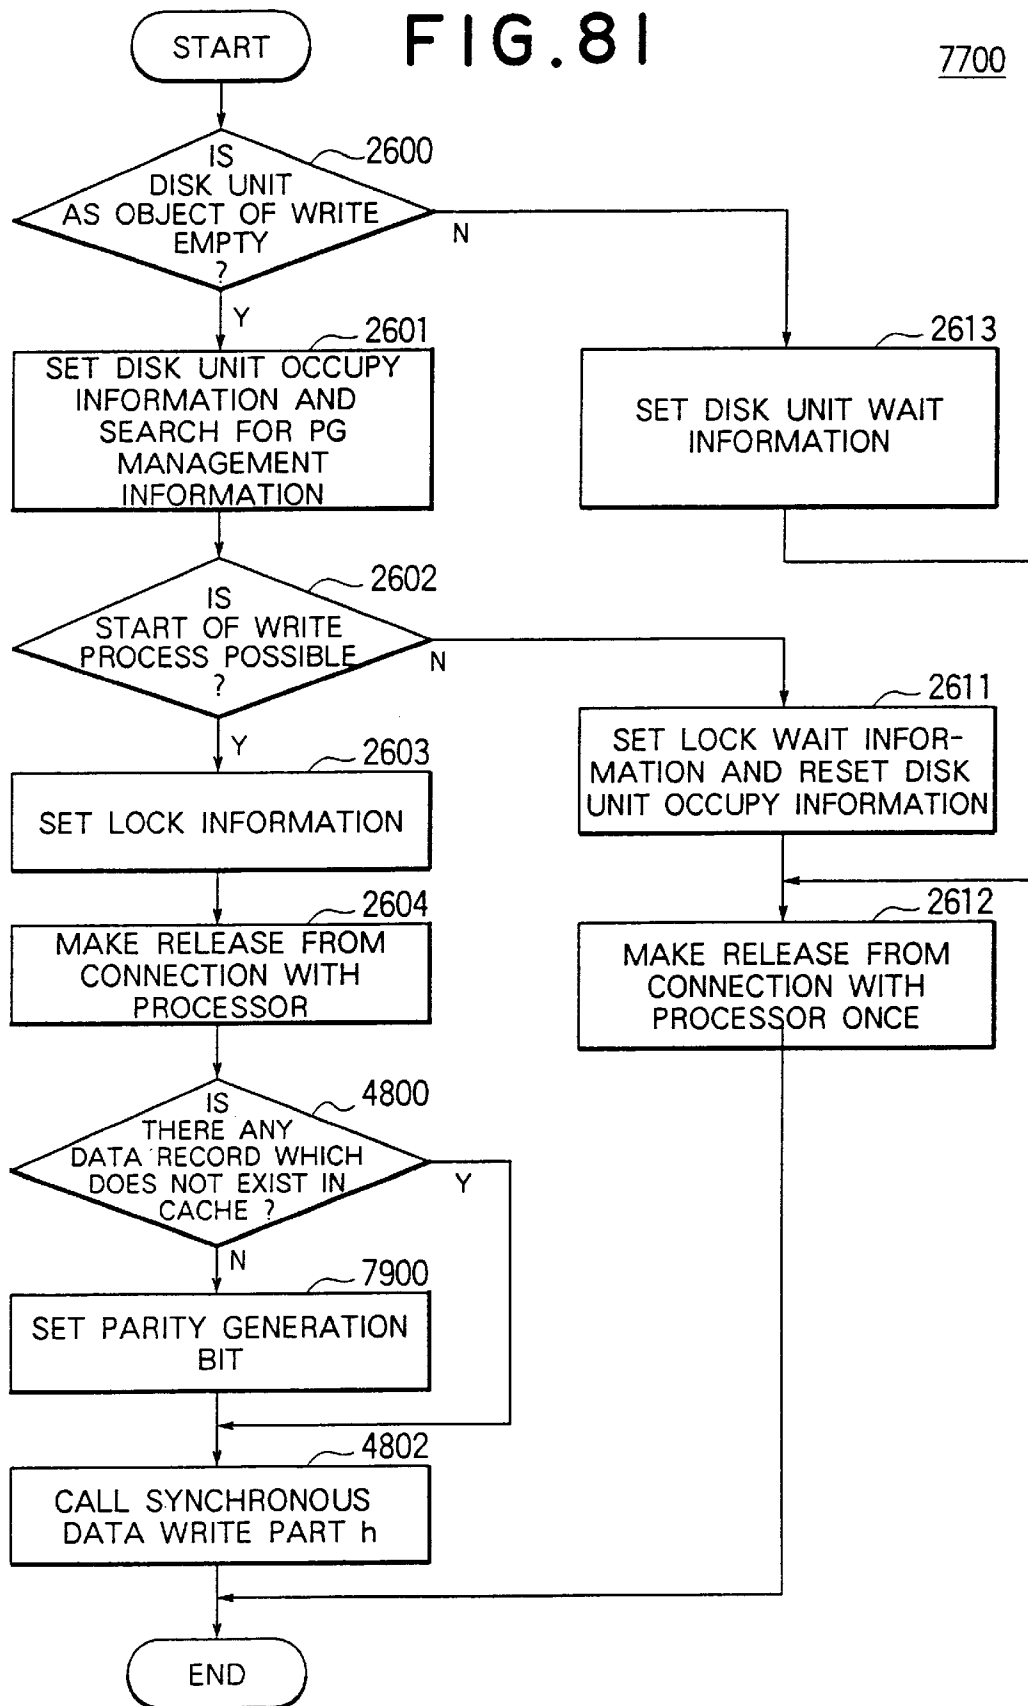 FIG.81
7700
START
2600
IS
DISK UNIT
AS OBJECT OF WRITE
EMPTY
?
N
Y
2601
SET DISK UNIT OCCUPY
INFORMATION AND
SEARCH FOR PG
MANAGEMENT
INFORMATION
2613
SET DISK UNIT WAIT
INFORMATION
2602
IS
START OF WRITE
PROCESS POSSIBLE
?
N
Y
2611
SET LOCK WAIT INFOR-
MATION AND RESET DISK
UNIT OCCUPY INFORMATION
2603
SET LOCK INFORMATION
2604
MAKE RELEASE FROM
CONNECTION WITH
PROCESSOR
2612
MAKE RELEASE FROM
CONNECTION WITH
PROCESSOR ONCE
4800
IS
THERE ANY
DATA RECORD WHICH
DOES NOT EXIST IN
CACHE ?
Y
N
7900
SET PARITY GENERATION
BIT
4802
CALL SYNCHRONOUS
DATA WRITE PART h
END